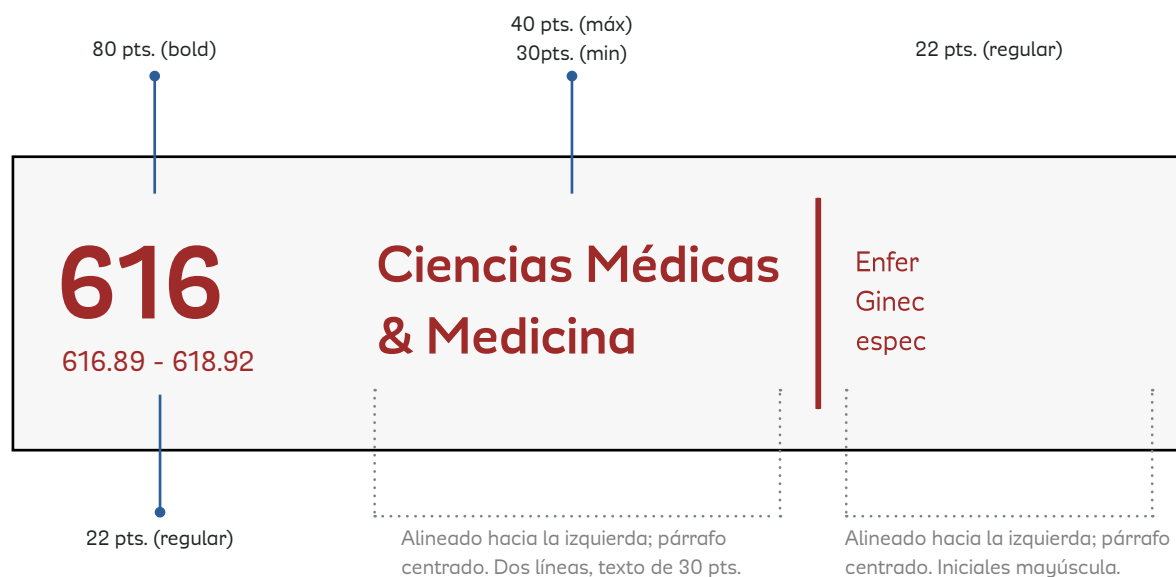 80 pts. (bold)
40 pts. (máx)
30pts. (min)
22 pts. (regular)
616
616.89 - 618.92
Ciencias Médicas
& Medicina
Enfer
Ginec
espec
22 pts. (regular)
Alineado hacia la izquierda; párrafo
centrado. Dos líneas, texto de 30 pts.
Alineado hacia la izquierda; párrafo
centrado. Iniciales mayúscula.